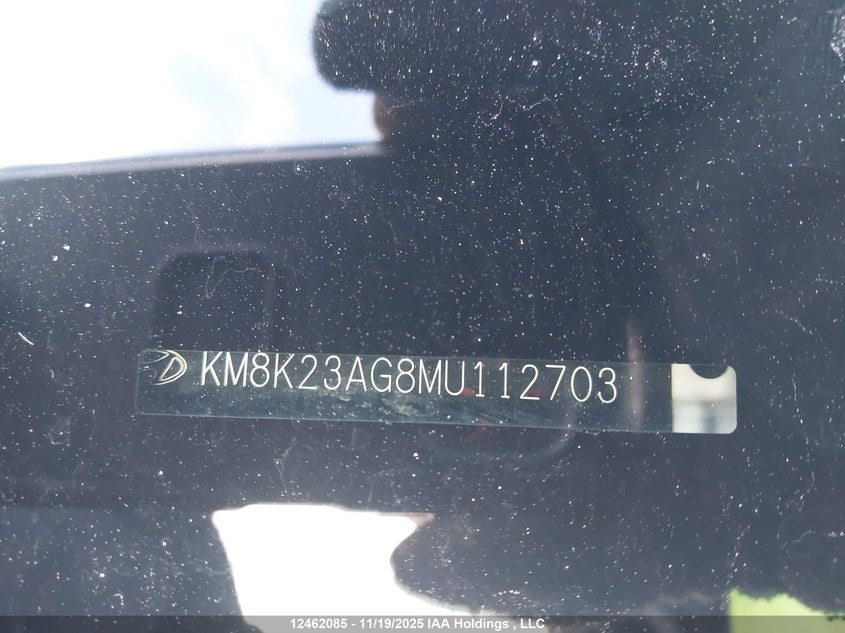 KM8K23AG8MU112703
12462085 - 11/19/2025 IAA Holdings , LLC